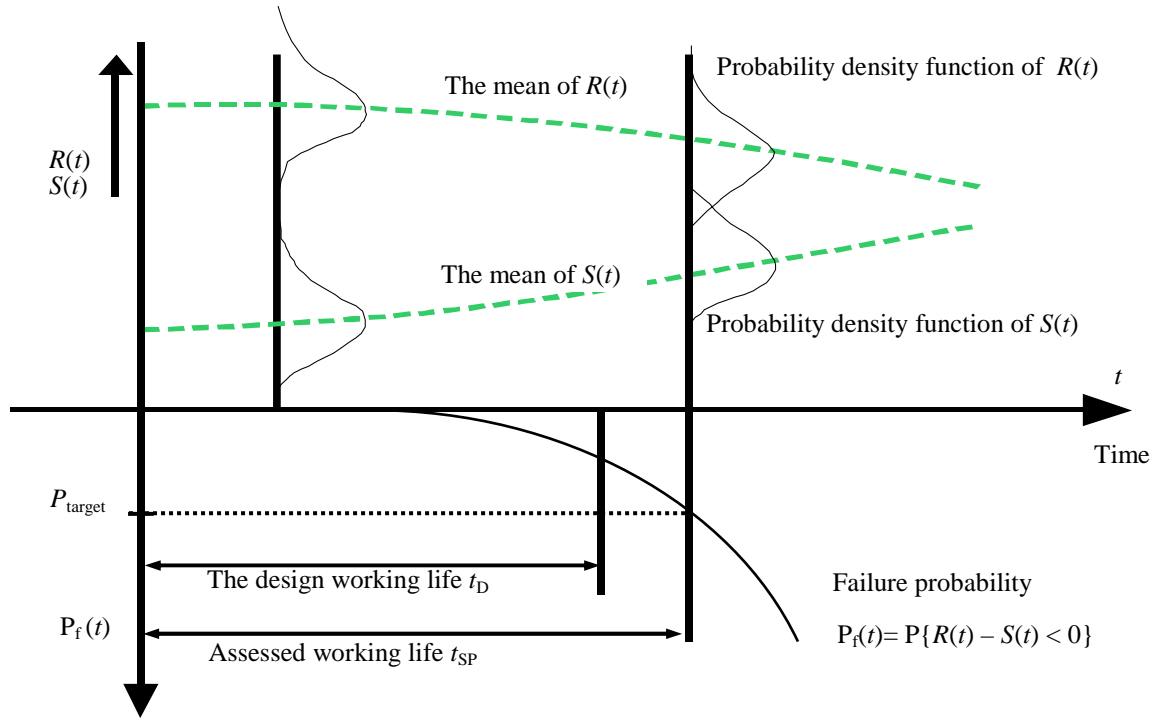 Probability density function of R(t)
The mean of R(t)
R(t)
S(t)
The mean of S(t)
Probability density function of S(t)
t
Time
P_target
The design working life t_D
Failure probability
P_f(t)
P_f(t)= P{R(t) – S(t) < 0}
Assessed working life t_SP